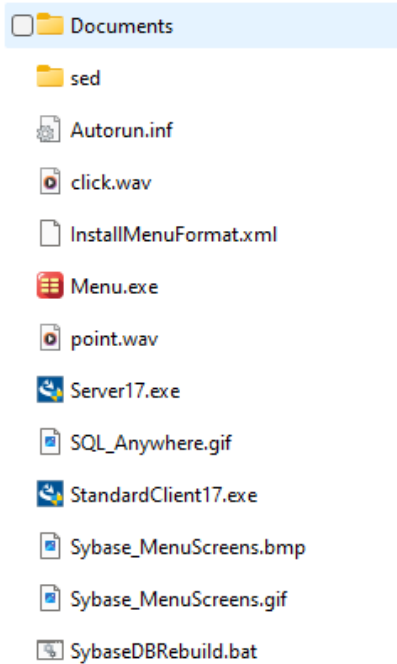 Documents
sed
Autorun.inf
click.wav
InstallMenuFormat.xml
Menu.exe
point.wav
Server17.exe
SQL_Anywhere.gif
StandardClient17.exe
Sybase_MenuScreens.bmp
Sybase_MenuScreens.gif
SybaseDBRebuild.bat